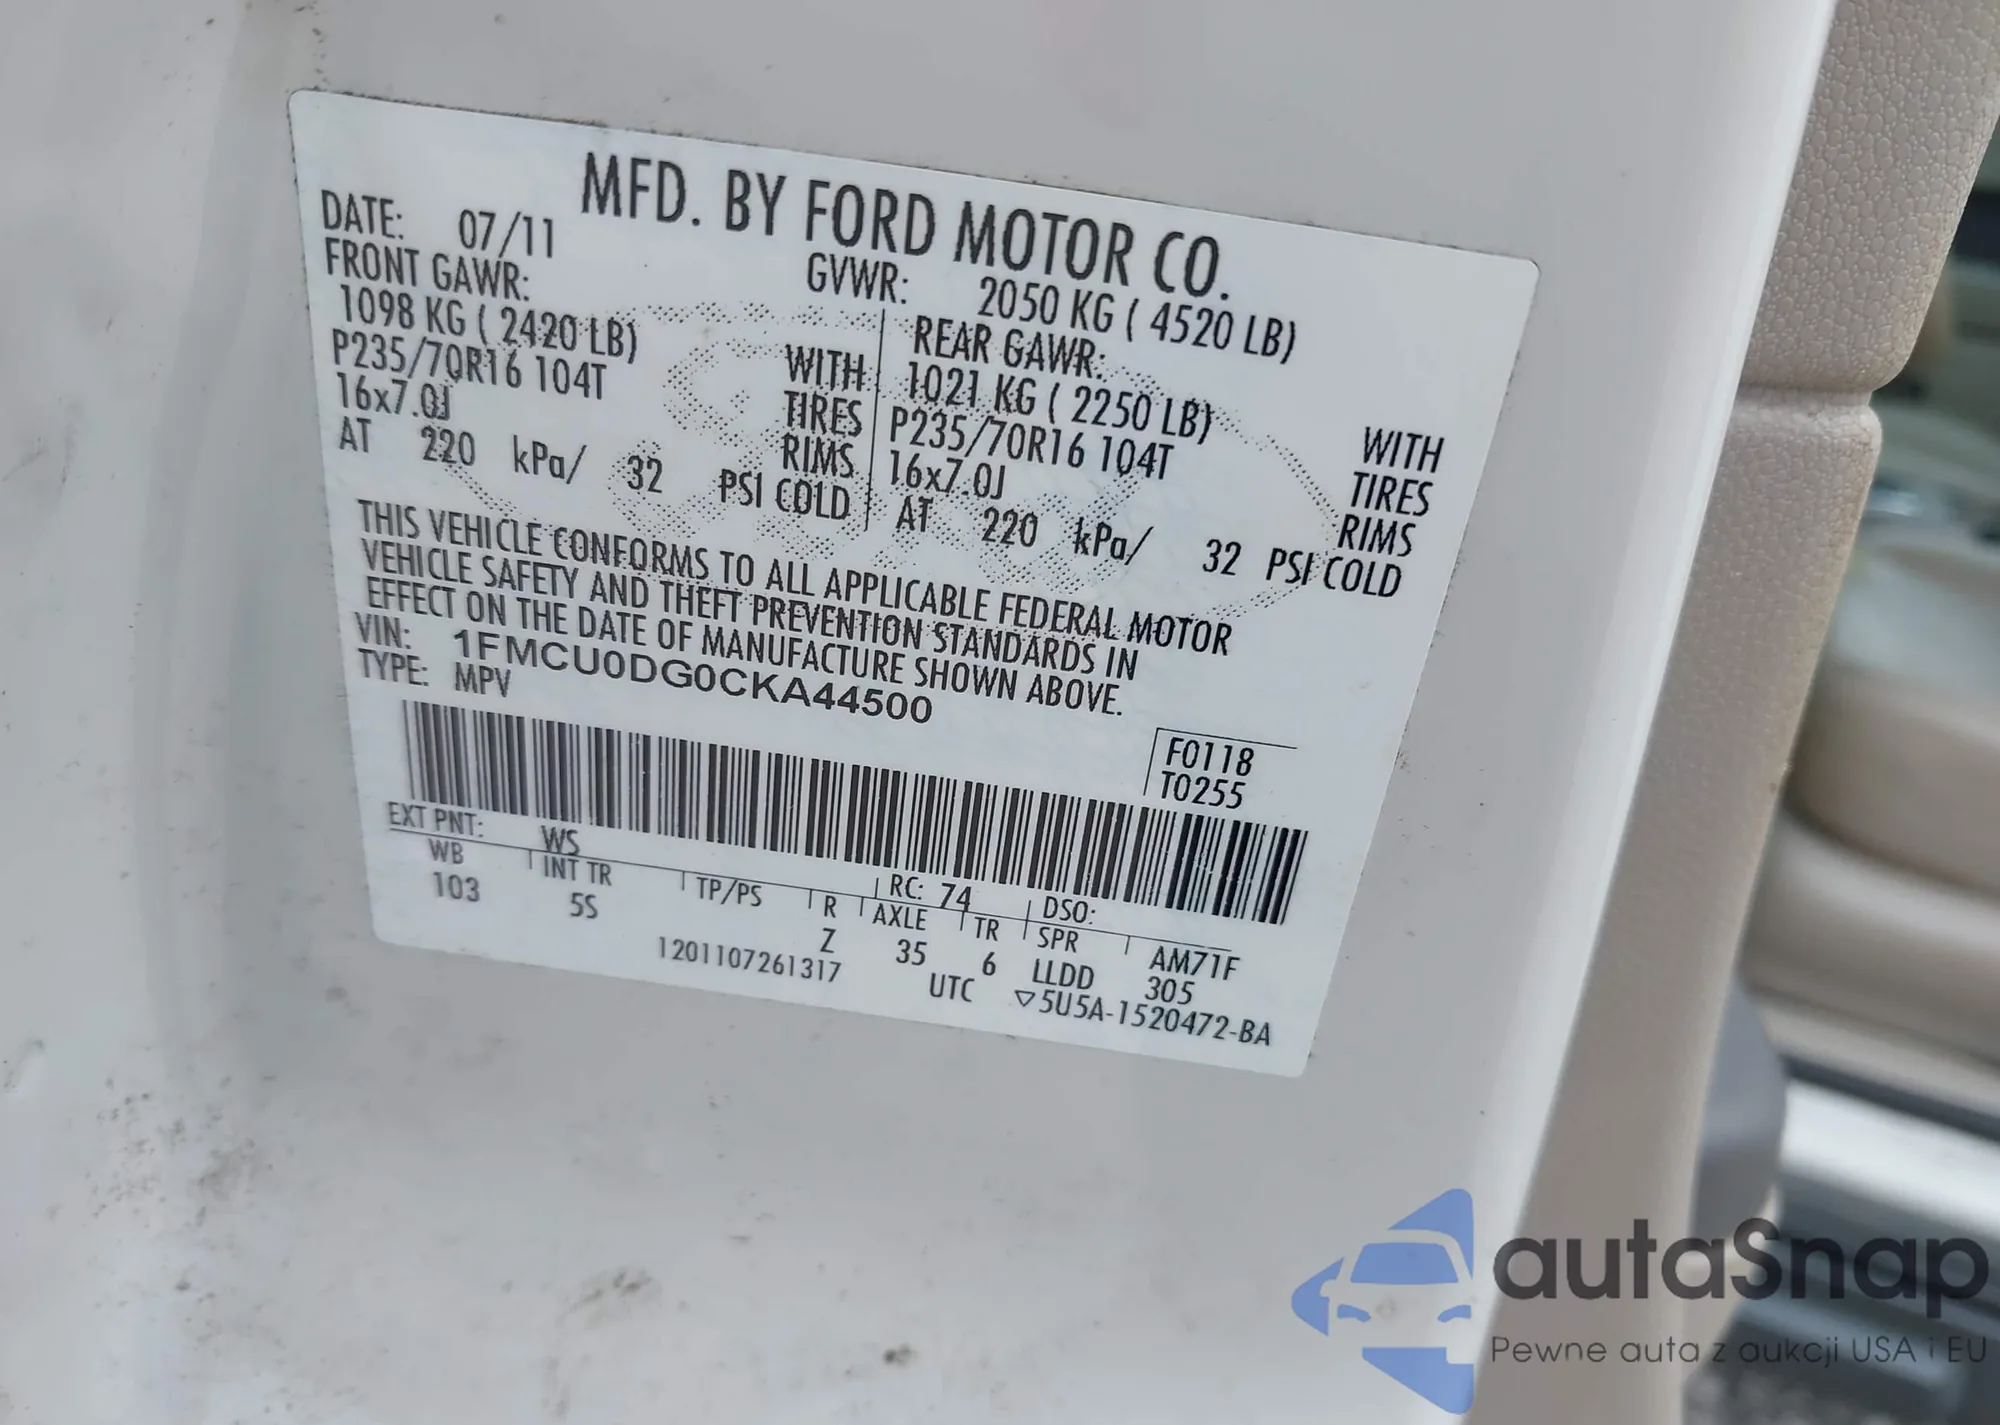 MFD. BY FORD MOTOR CO.
DATE: 07/11 GVWR: 2050 KG ( 4520 LB)
FRONT GAWR: REAR GAWR:
1098 KG ( 2420 LB) WITH 1021 KG ( 2250 LB) WITH
P235/70R16 104T TIRES P235/70R16 104T TIRES
16x7.0J RIMS 16x7.0J RIMS
AT 220 kPa/ 32 PSI COLD AT 220 kPa/ 32 PSI COLD
THIS VEHICLE CONFORMS TO ALL APPLICABLE FEDERAL MOTOR
VEHICLE SAFETY AND THEFT PREVENTION STANDARDS IN
EFFECT ON THE DATE OF MANUFACTURE SHOWN ABOVE.
VIN: 1FMCU0DG0CKA44500
TYPE: MPV
F0118
T0255
EXT PNT: WS RC: 74 DSO:
WB INT TR TP/PS R AXLE TR SPR AM71F
103 5S Z 35 6 LLDD 305
1201107261317 UTC ▽5U5A-1520472-BA
autaSnap
Pewne auta z aukcji USA i EU